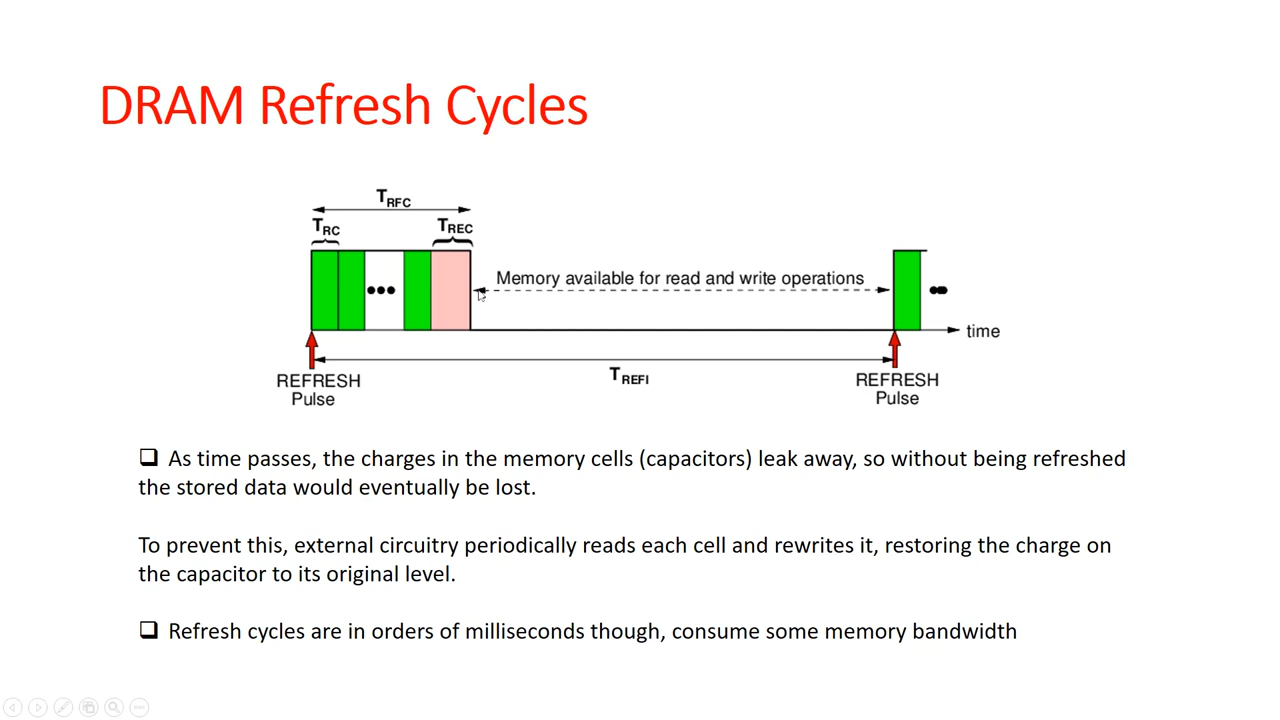 DRAM Refresh Cycles
TRFC
TRC
TREC
Memory available for read and write operations
time
REFRESH
Pulse
TREFI
REFRESH
Pulse
As time passes, the charges in the memory cells (capacitors) leak away, so without being refreshed
the stored data would eventually be lost.
To prevent this, external circuitry periodically reads each cell and rewrites it, restoring the charge on
the capacitor to its original level.
Refresh cycles are in orders of milliseconds though, consume some memory bandwidth